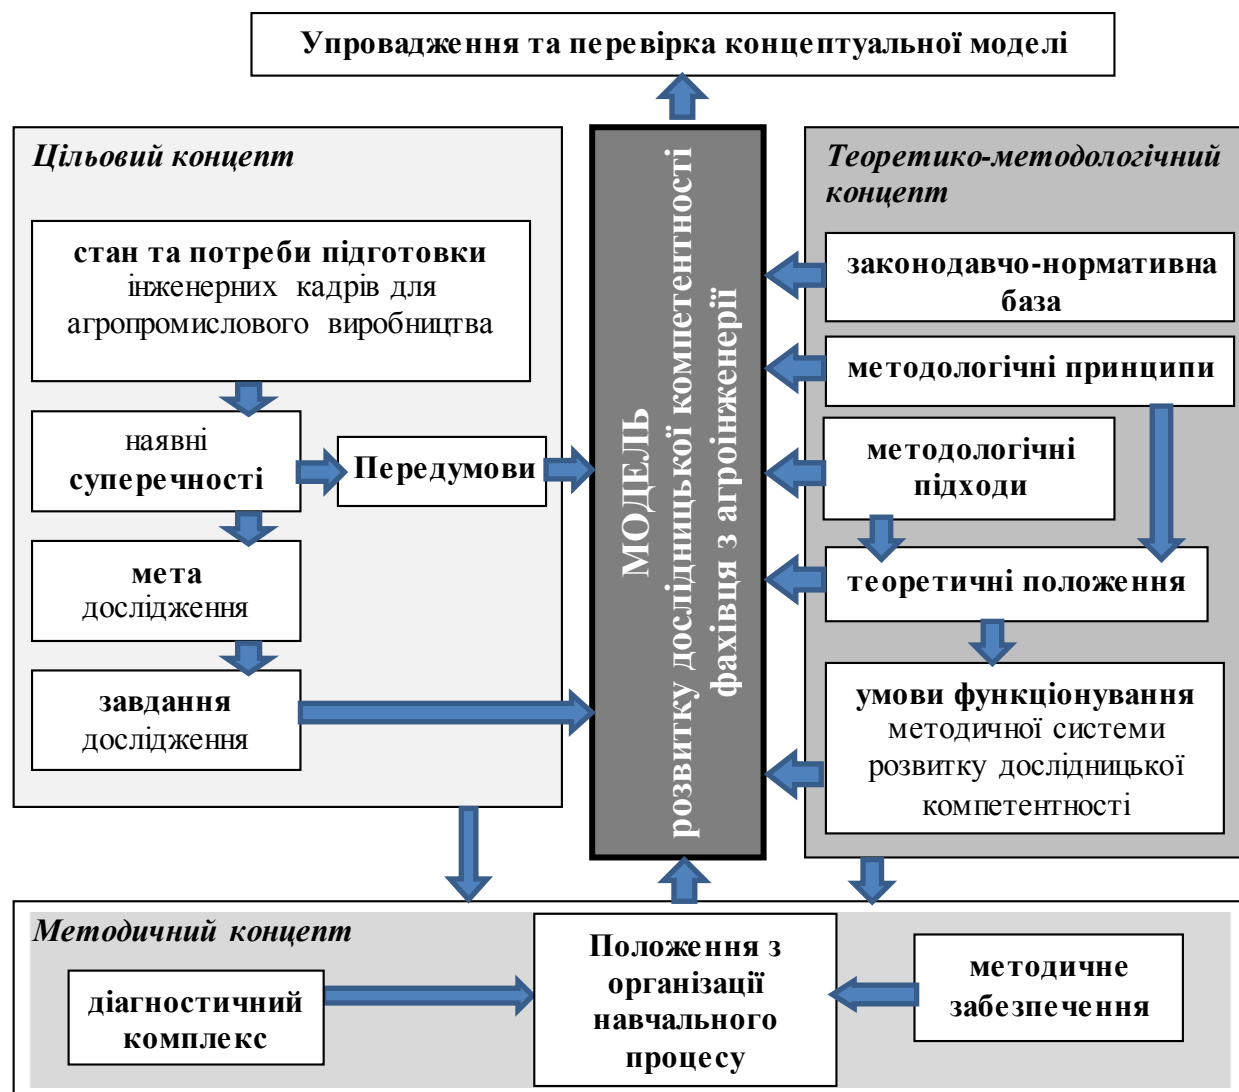 Упровадження та перевірка концептуальної моделі
Цільовий концепт
стан та потреби підготовки
інженерних кадрів для
агропромислового виробництва
наявні
суперечності
Передумови
мета
дослідження
завдання
дослідження
МОДЕЛЬ
розвитку дослідницької компетентності
фахівця з агроінженерії
Теоретико-методологічний
концепт
законодавчо-нормативна
база
методологічні принципи
методологічні
підходи
теоретичні положення
умови функціонування
методичної системи
розвитку дослідницької
компетентності
Методичний концепт
діагностичний
комплекс
Положення з
організації
навчального
процесу
методичне
забезпечення